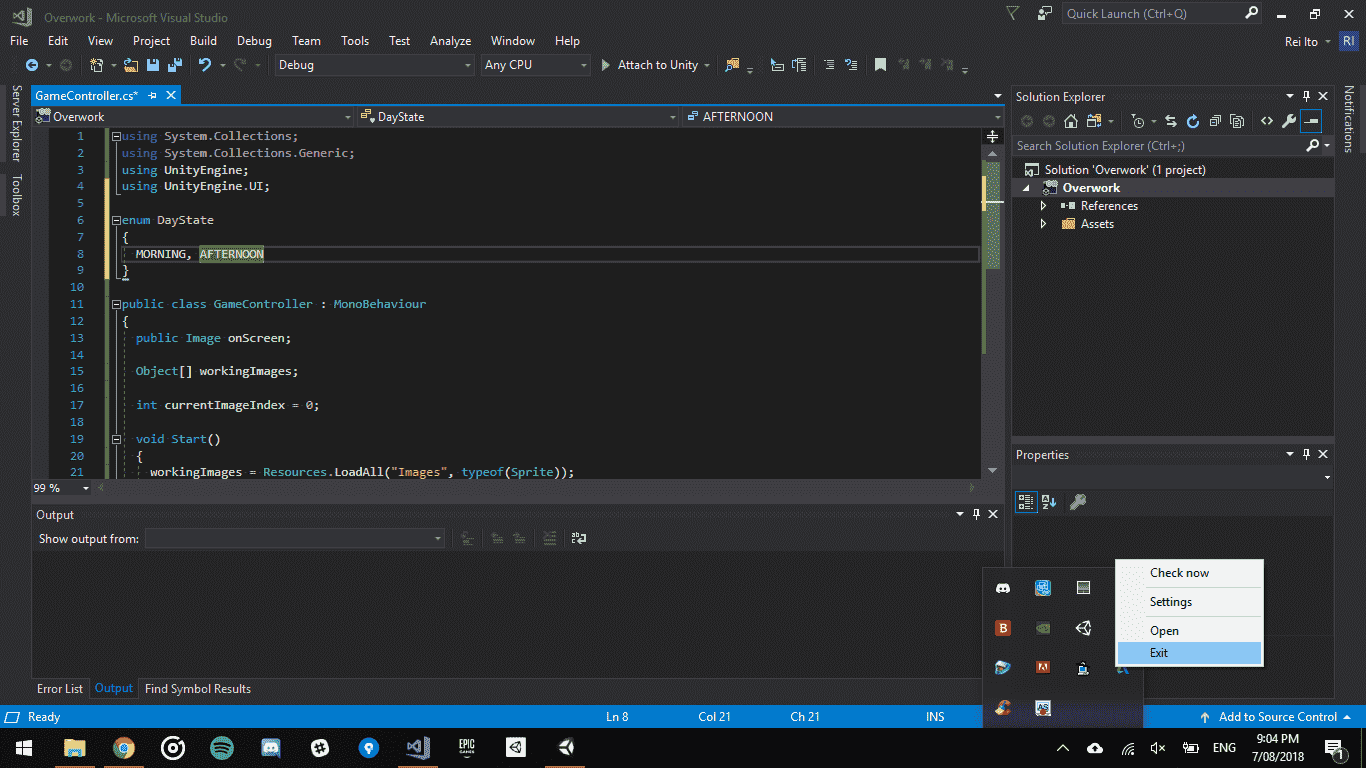 Overwork - Microsoft Visual Studio
Quick Launch (Ctrl+Q)
File Edit View Project Build Debug Team Tools Test Analyze Window Help
Rei Ito RI
Debug Any CPU Attach to Unity
Server Explorer
Toolbox
GameController.cs*
Overwork DayState AFTERNOON
1 using System.Collections;
2 using System.Collections.Generic;
3 using UnityEngine;
4 using UnityEngine.UI;
5
6 enum DayState
7 {
8 MORNING, AFTERNOON
9 }
10
11 public class GameController : MonoBehaviour
12 {
13 public Image onScreen;
14
15 Object[] workingImages;
16
17 int currentImageIndex = 0;
18
19 void Start()
20 {
21 workingImages = Resources.LoadAll("Images", typeof(Sprite));
99 %
Output
Show output from:
Error List Output Find Symbol Results
Solution Explorer
Search Solution Explorer (Ctrl+;)
Solution 'Overwork' (1 project)
Overwork
References
Assets
Properties
Notifications
Check now
Settings
Open
Exit
Ready Ln 8 Col 21 Ch 21 INS Add to Source Control
EPIC GAMES
ENG
9:04 PM
7/08/2018
1